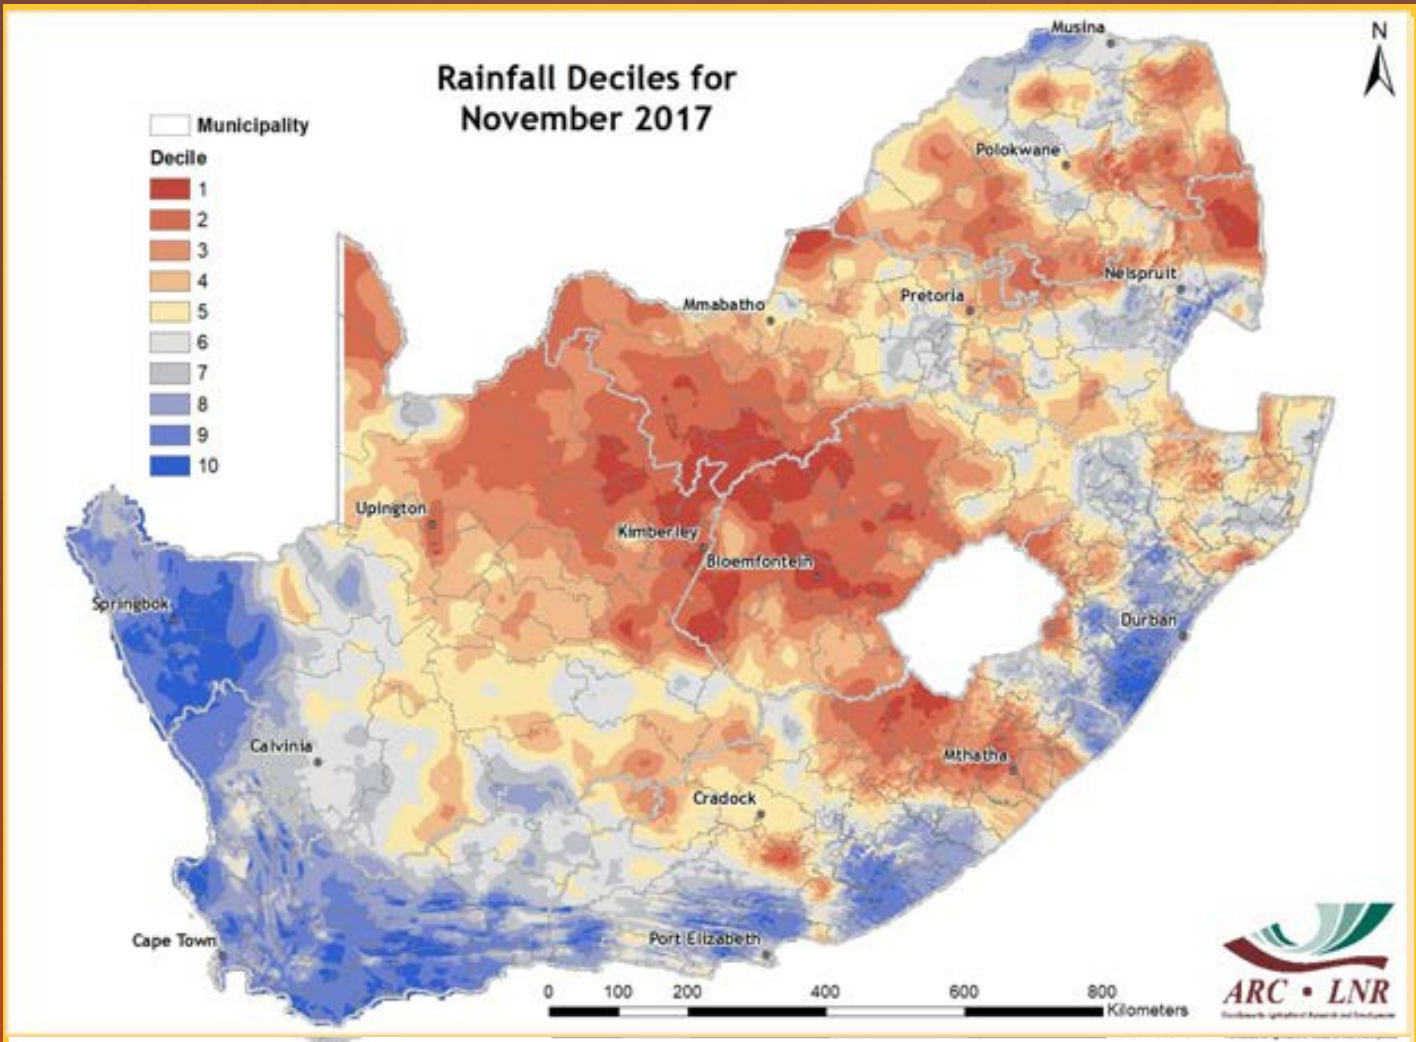 Rainfall Deciles for
November 2017
N
Municipality
Decile
1
2
3
4
5
6
7
8
9
10
Musina
Polokwane
Nelspruit
Pretoria
Mmabatho
Upington
Kimberley
Bloemfontein
Springbok
Durban
Calvinia
Mthatha
Cradock
Cape Town
Port Elizabeth
0 100 200 400 600 800
Kilometers
ARC • LNR